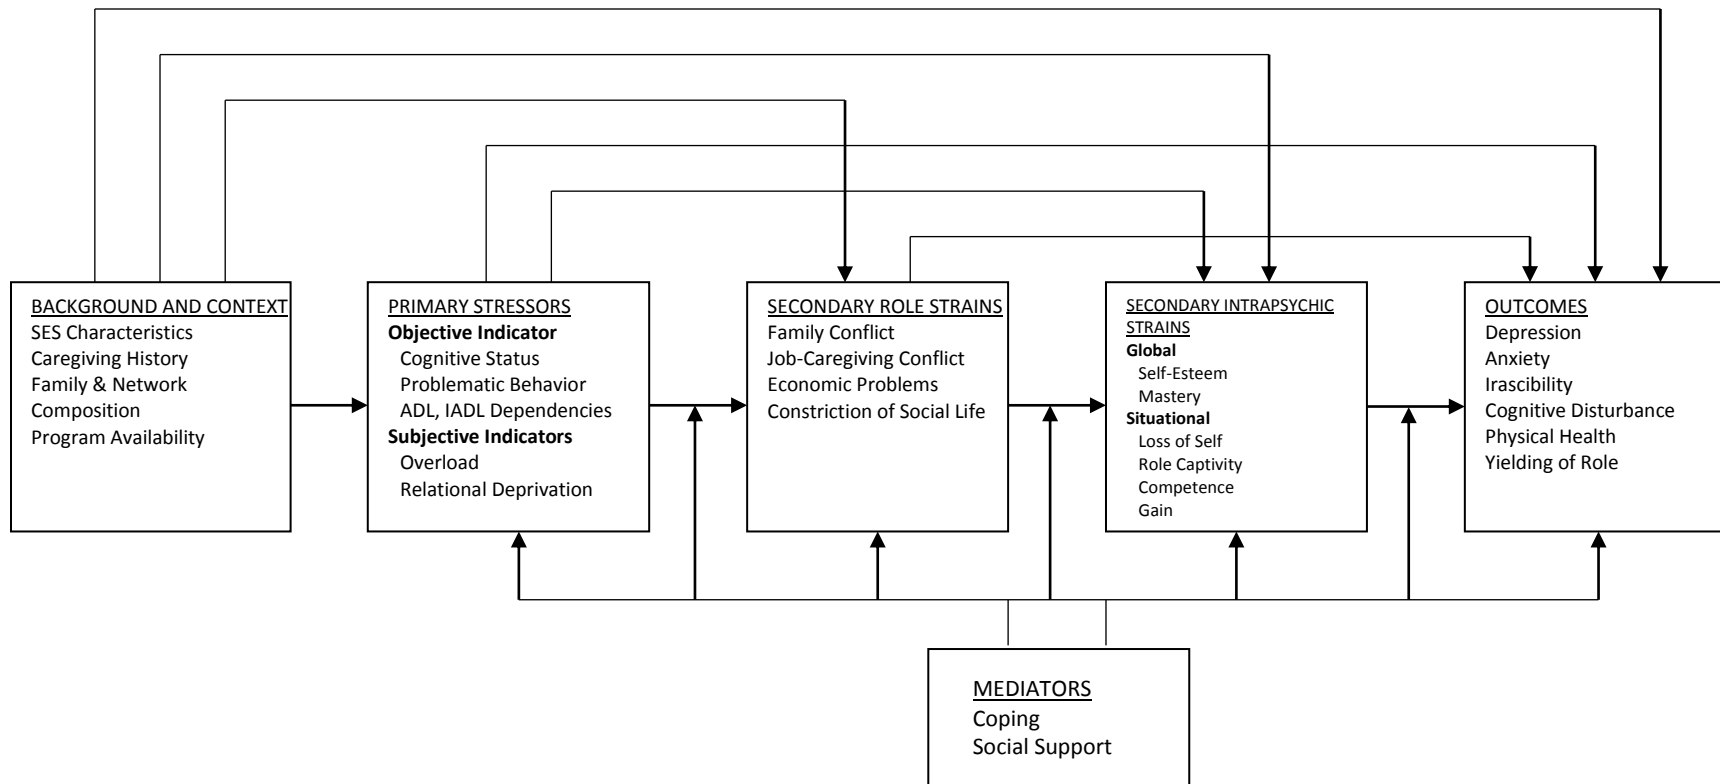 BACKGROUND AND CONTEXT
SES Characteristics
Caregiving History
Family & Network
Composition
Program Availability
PRIMARY STRESSORS
Objective Indicator
Cognitive Status
Problematic Behavior
ADL, IADL Dependencies
Subjective Indicators
Overload
Relational Deprivation
SECONDARY ROLE STRAINS
Family Conflict
Job-Caregiving Conflict
Economic Problems
Constriction of Social Life
SECONDARY INTRAPSYCHIC
STRAINS
Global
Self-Esteem
Mastery
Situational
Loss of Self
Role Captivity
Competence
Gain
OUTCOMES
Depression
Anxiety
Irascibility
Cognitive Disturbance
Physical Health
Yielding of Role
MEDIATORS
Coping
Social Support